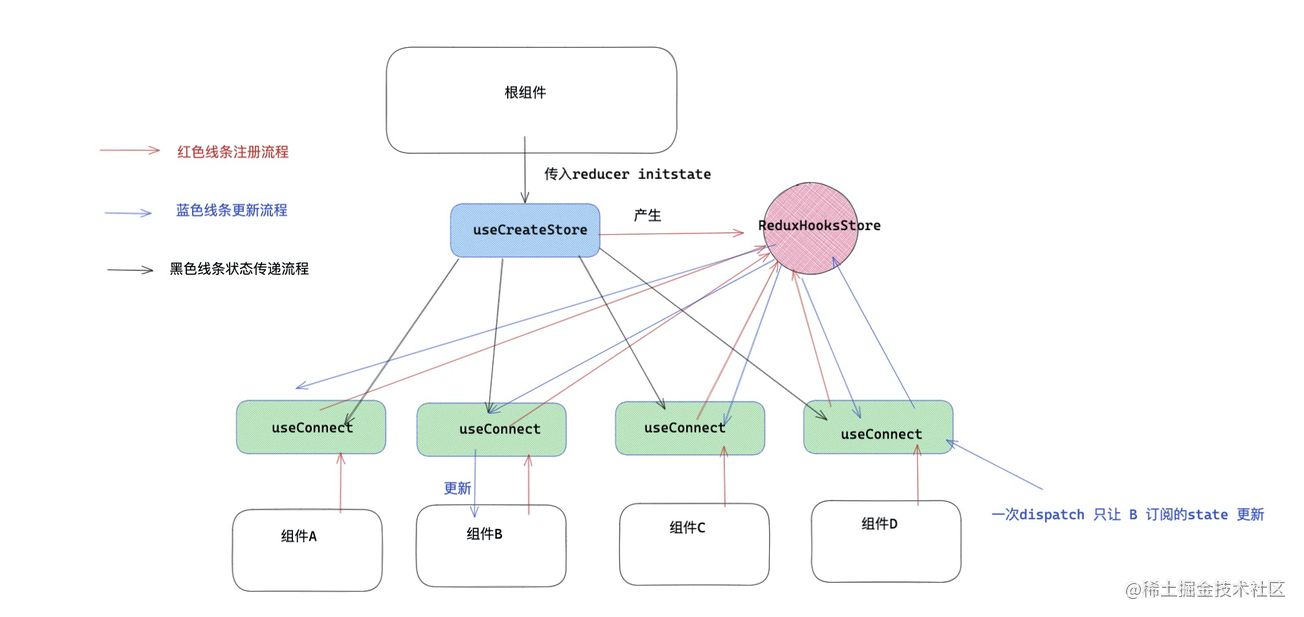 根组件
红色线条注册流程
传入reducer initstate
蓝色线条更新流程
产生
useCreateStore
ReduxHooksStore
黑色线条状态传递流程
useConnect
useConnect
useConnect
useConnect
更新
一次dispatch 只让 B 订阅的state 更新
组件A
组件B
组件C
组件D
@稀土掘金技术社区